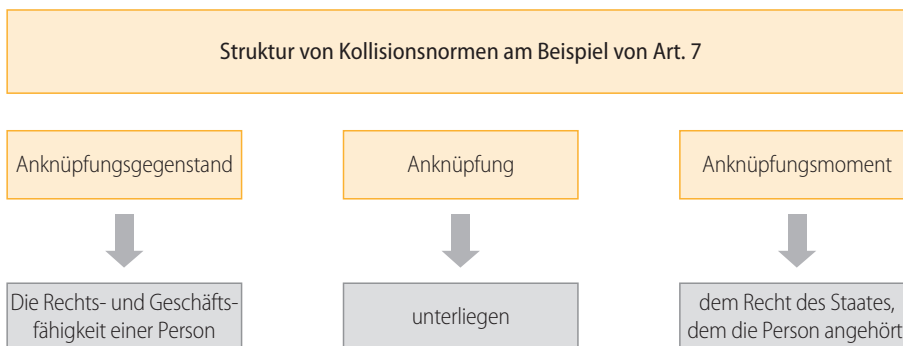 Struktur von Kollisionsnormen am Beispiel von Art. 7
Anknüpfungsgegenstand
Anknüpfung
Anknüpfungsmoment
Die Rechts- und Geschäfts-
fähigkeit einer Person
unterliegen
dem Recht des Staates,
dem die Person angehört